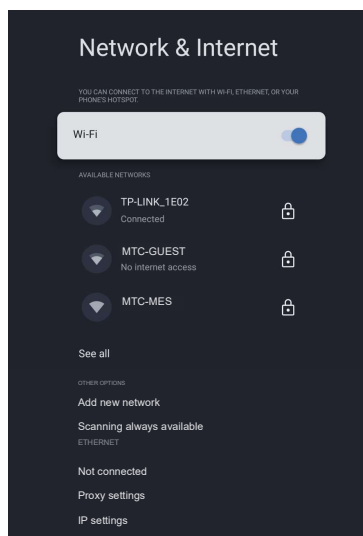 Network & Internet
YOU CAN CONNECT TO THE INTERNET WITH WI-FI, ETHERNET, OR YOUR
PHONE'S HOTSPOT.
Wi-Fi
AVAILABLE NETWORKS
TP-LINK_1E02
Connected
MTC-GUEST
No internet access
MTC-MES
See all
OTHER OPTIONS
Add new network
Scanning always available
ETHERNET
Not connected
Proxy settings
IP settings